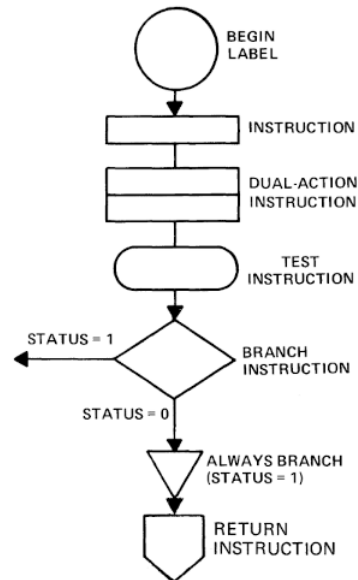 BEGIN
LABEL
INSTRUCTION
DUAL-ACTION
INSTRUCTION
TEST
INSTRUCTION
STATUS = 1
BRANCH
INSTRUCTION
STATUS = 0
ALWAYS BRANCH
(STATUS = 1)
RETURN
INSTRUCTION